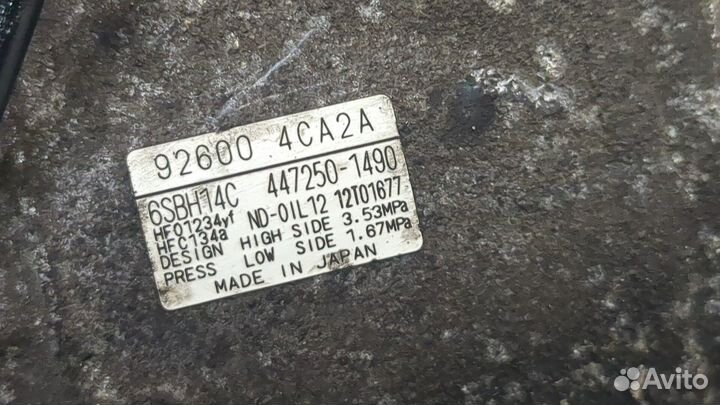 92600 4CA2A
6SBH14C 447250-1490
HFO1234yf ND-OIL12 12T01677
HFC134a
DESIGN HIGH SIDE 3.53MPa
PRESS LOW SIDE 1.67MPa
MADE IN JAPAN
Avito